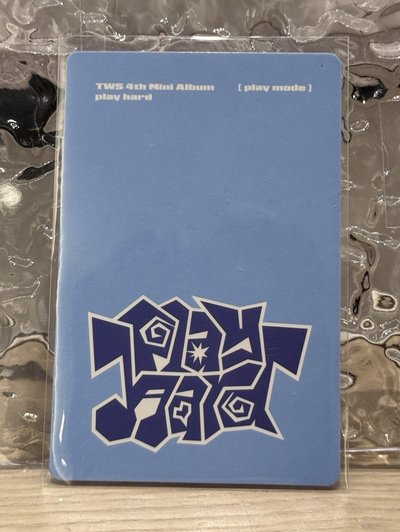 TWS 4th Mini Album [ play mode ]
play hard
Play
Hard